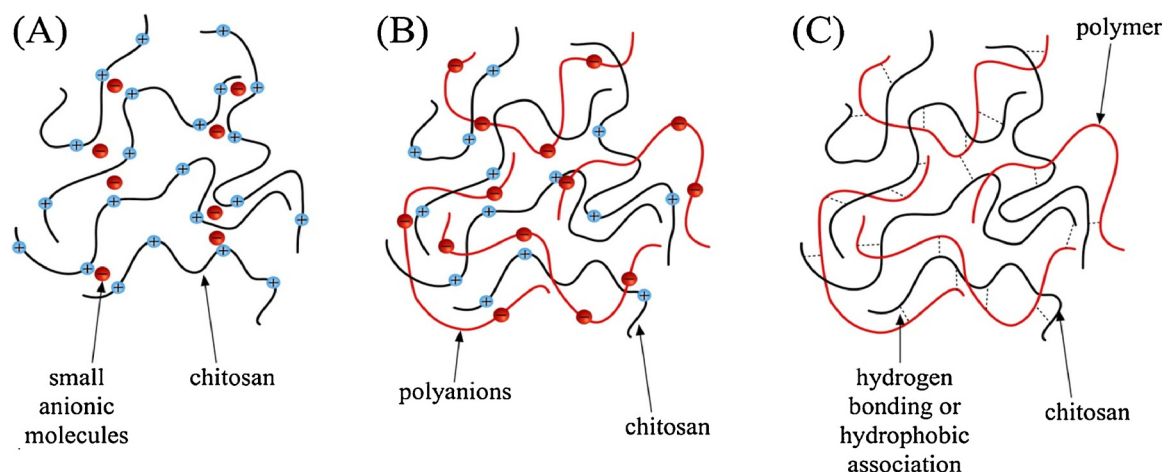 (A)
small
anionic
molecules
chitosan
(B)
polyanions
chitosan
(C)
polymer
hydrogen
bonding or
hydrophobic
association
chitosan